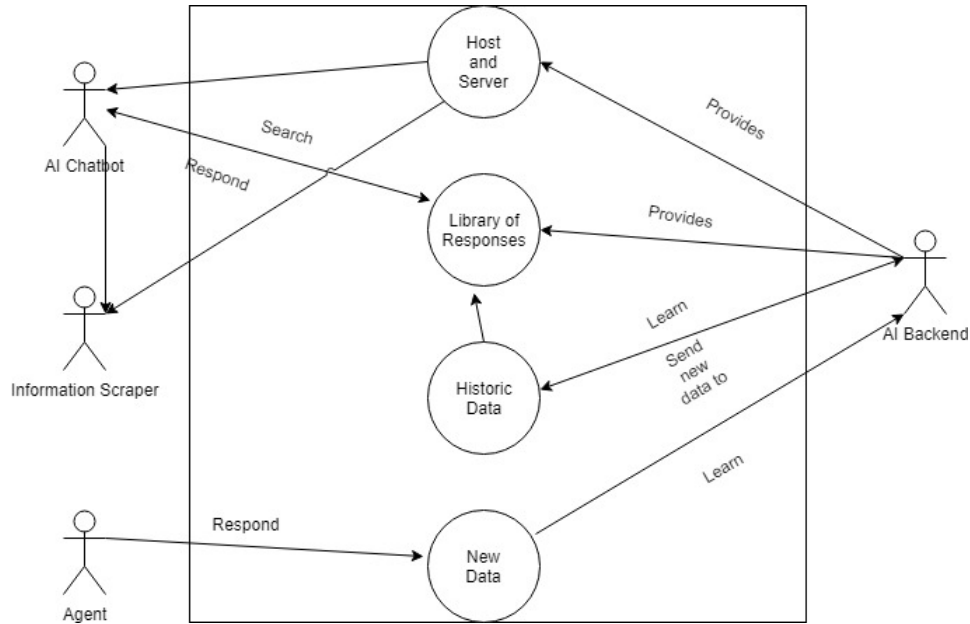 Host
and
Server
Provides
Search
AI Chatbot
Respond
Library of
Responses
Provides
Learn
AI Backend
Send
new
data to
Information Scraper
Historic
Data
Learn
Respond
New
Data
Agent